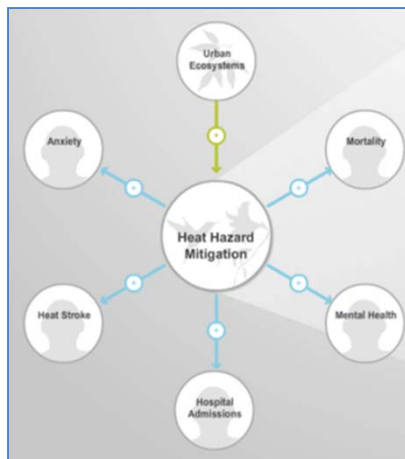 Urban
Ecosystems
Anxiety
Mortality
Heat Hazard
Mitigation
Heat Stroke
Mental Health
Hospital
Admissions